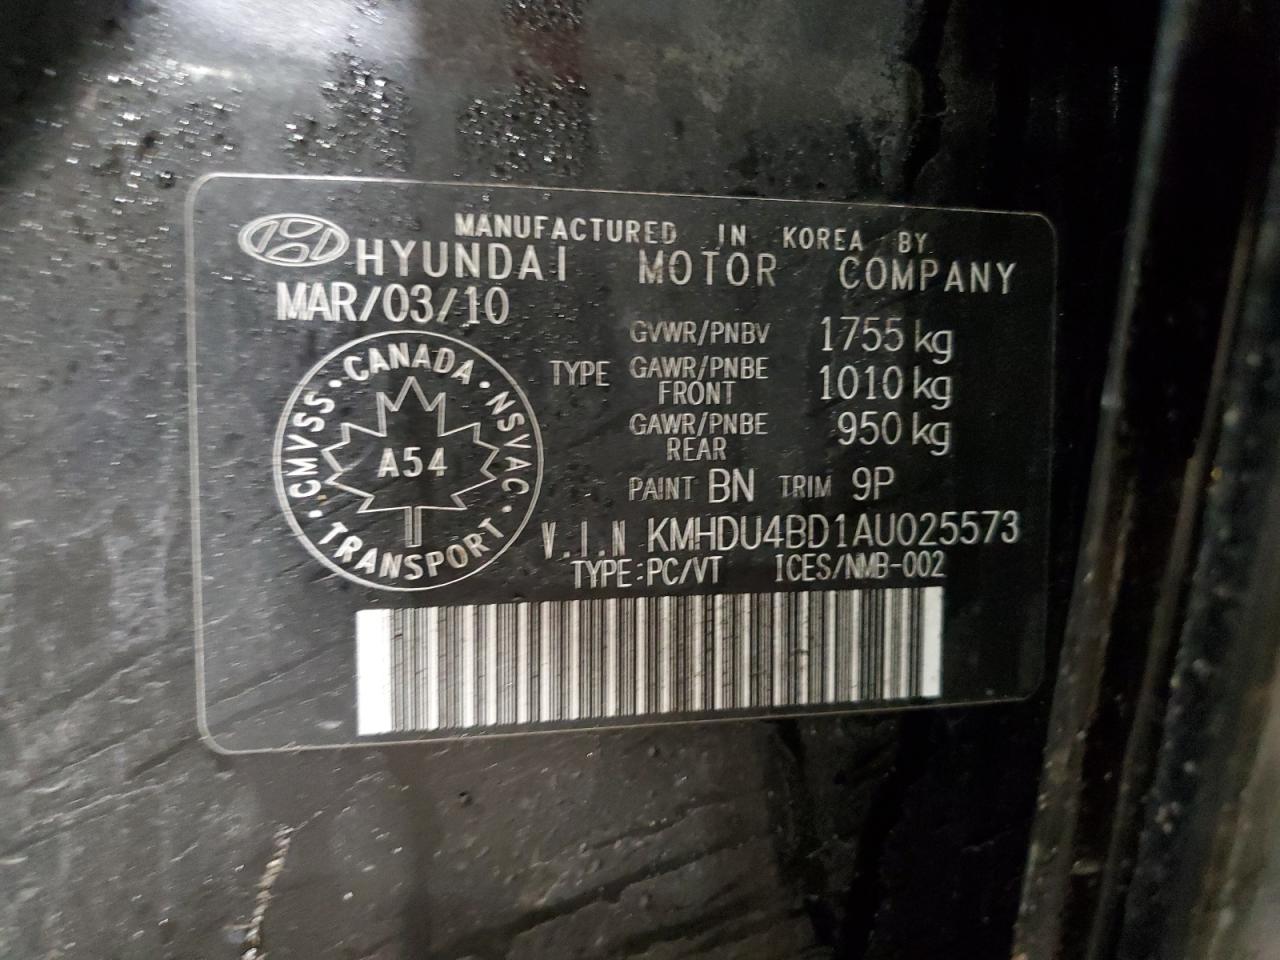 MANUFACTURED IN KOREA BY
HYUNDAI MOTOR COMPANY
MAR/03/10
GVWR/PNBV 1755 kg
TYPE GAWR/PNBE FRONT 1010 kg
GAWR/PNBE REAR 950 kg
CANADA · NSVAC · TRANSPORT · CMVSS ·
A54
PAINT BN TRIM 9P
V.I.N KMHDU4BD1AU025573
TYPE:PC/VT ICES/NMB-002